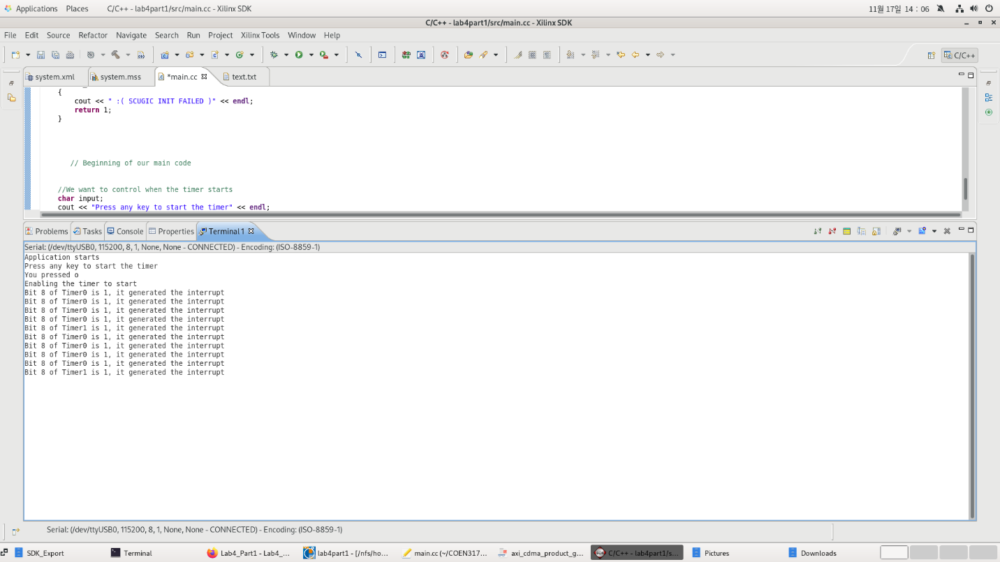 Applications Places C/C++ - lab4part1/src/main.cc - Xilinx SDK 11월 17일 14 : 06
C/C++ - lab4part1/src/main.cc - Xilinx SDK
File Edit Source Refactor Navigate Search Run Project Xilinx Tools Window Help
C/C++
system.xml system.mss *main.cc text.txt
{
cout << " :( SCUGIC INIT FAILED )" << endl;
return 1;
}
// Beginning of our main code
//We want to control when the timer starts
char input;
cout << "Press any key to start the timer" << endl;
Problems Tasks Console Properties Terminal 1
Serial: (/dev/ttyUSB0, 115200, 8, 1, None, None - CONNECTED) - Encoding: (ISO-8859-1)
Application starts
Press any key to start the timer
You pressed o
Enabling the timer to start
Bit 8 of Timer0 is 1, it generated the interrupt
Bit 8 of Timer0 is 1, it generated the interrupt
Bit 8 of Timer0 is 1, it generated the interrupt
Bit 8 of Timer0 is 1, it generated the interrupt
Bit 8 of Timer1 is 1, it generated the interrupt
Bit 8 of Timer0 is 1, it generated the interrupt
Bit 8 of Timer0 is 1, it generated the interrupt
Bit 8 of Timer0 is 1, it generated the interrupt
Bit 8 of Timer0 is 1, it generated the interrupt
Bit 8 of Timer1 is 1, it generated the interrupt
Serial: (/dev/ttyUSB0, 115200, 8, 1, None, None - CONNECTED) - Encoding: (ISO-8859-1)
SDK_Export Terminal Lab4_Part1 - Lab4_... lab4part1 - [/nfs/ho... main.cc (~/COEN317... axi_cdma_product_g... C/C++ - lab4part1/s... Pictures Downloads